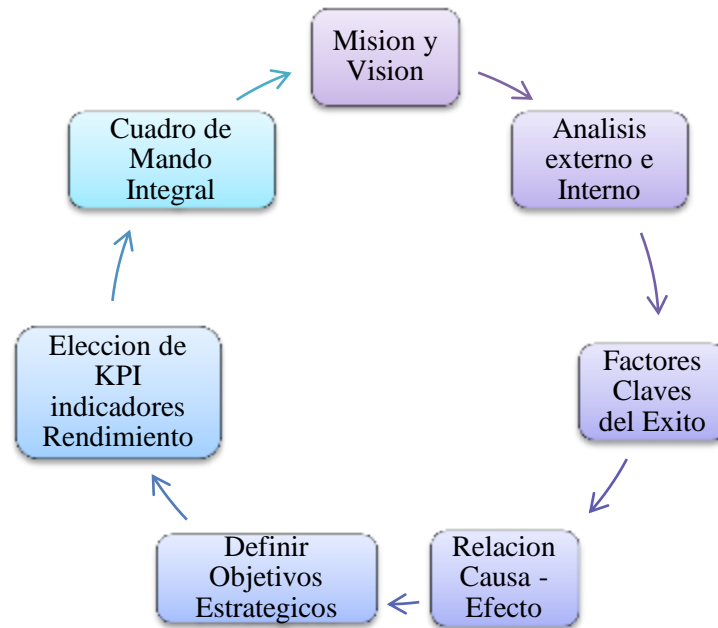 Mision y
Vision
Analisis
externo e
Interno
Factores
Claves
del Exito
Relacion
Causa -
Efecto
Definir
Objetivos
Estrategicos
Eleccion de
KPI
indicadores
Rendimiento
Cuadro de
Mando
Integral